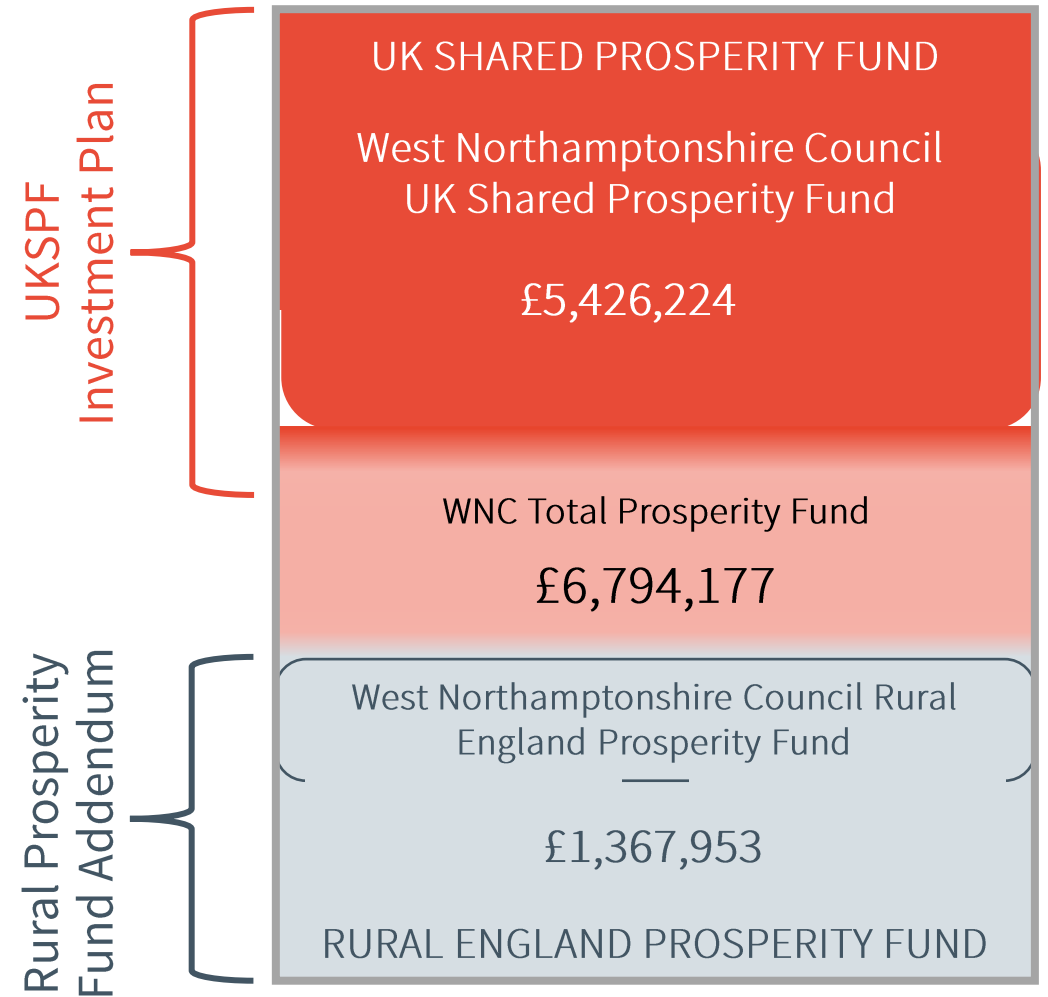 UKSPF
Investment Plan
UK SHARED PROSPERITY FUND
West Northamptonshire Council
UK Shared Prosperity Fund
£5,426,224
WNC Total Prosperity Fund
£6,794,177
Rural Prosperity
Fund Addendum
West Northamptonshire Council Rural
England Prosperity Fund
£1,367,953
RURAL ENGLAND PROSPERITY FUND